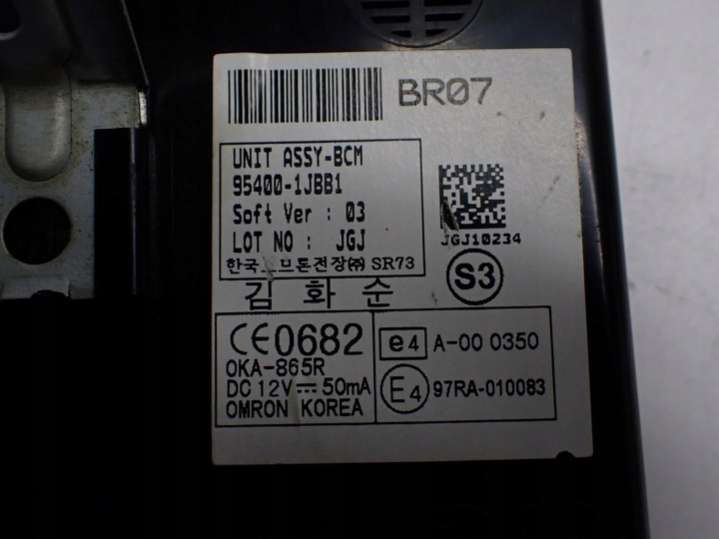 BR07
UNIT ASSY-BCM
95400-1JBB1
Soft Ver : 03
LOT NO : JGJ
JGJ10234
SR73
S3
김 화 순
CE0682
OKA-865R
DC 12V⎓50mA
OMRON KOREA
e4 A-00 0350
E4 97RA-010083